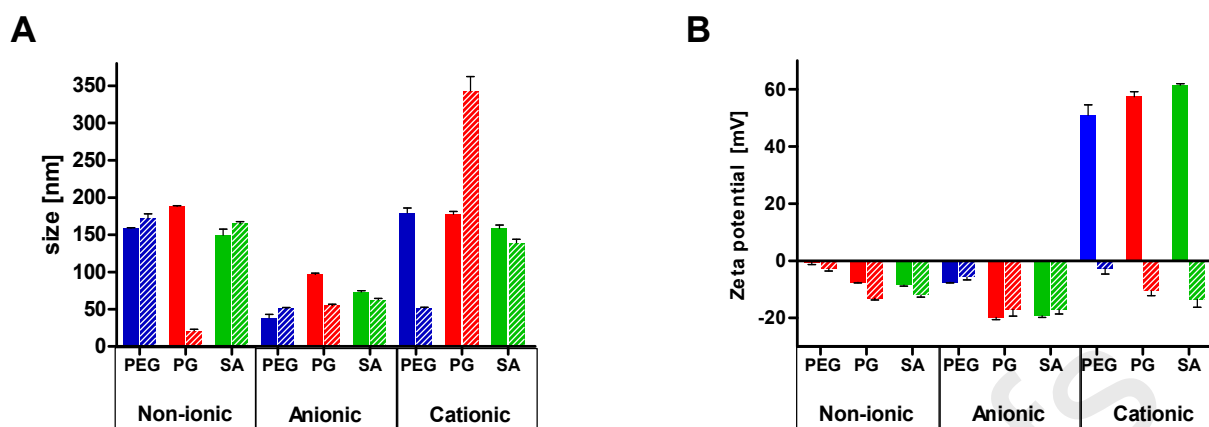 A
size [nm]
350
300
250
200
150
100
50
0
PEG PG SA PEG PG SA PEG PG SA
Non-ionic Anionic Cationic
B
Zeta potential [mV]
60
40
20
0
-20
PEG PG SA PEG PG SA PEG PG SA
Non-ionic Anionic Cationic